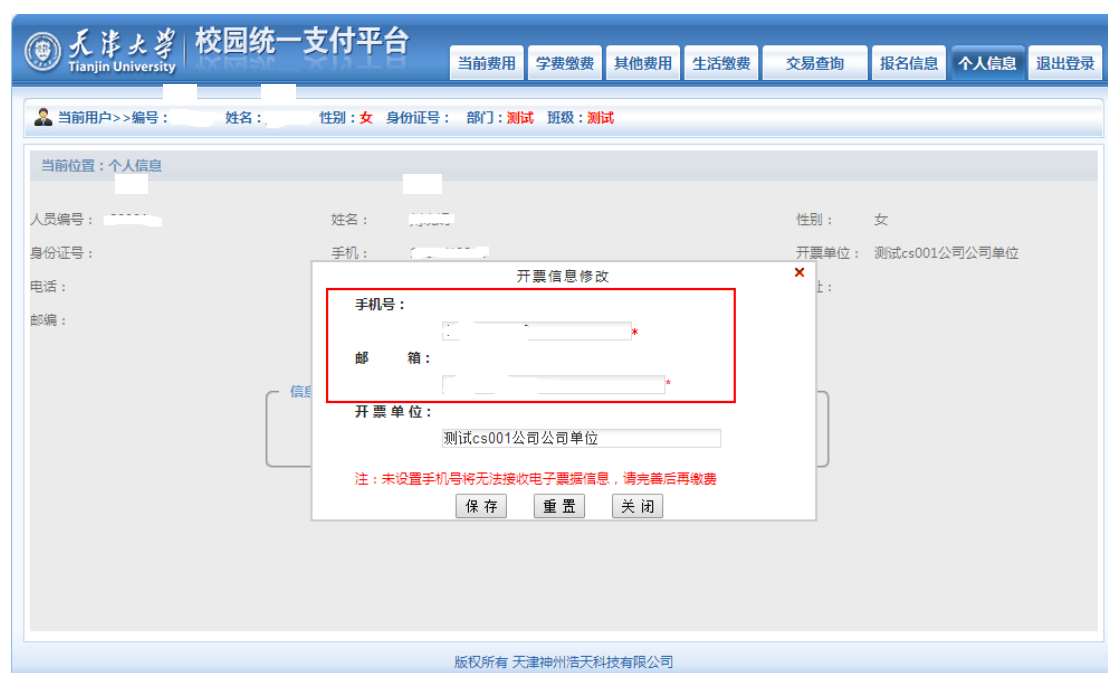 天津大学 校园统一支付平台
Tianjin University
当前费用 学费缴费 其他费用 生活缴费 交易查询 报名信息 个人信息 退出登录
当前用户>>编号： 姓名： 性别：女 身份证号： 部门：测试 班级：测试
当前位置：个人信息
人员编号： 姓名： 性别： 女
身份证号： 手机： 开票单位： 测试cs001公司公司单位
电话：
邮编：
信息
开票信息修改
手机号：
*
邮 箱：
*
开票单位：
测试cs001公司公司单位
注：未设置手机号将无法接收电子票据信息，请完善后再缴费
保存 重置 关闭
版权所有 天津神州浩天科技有限公司